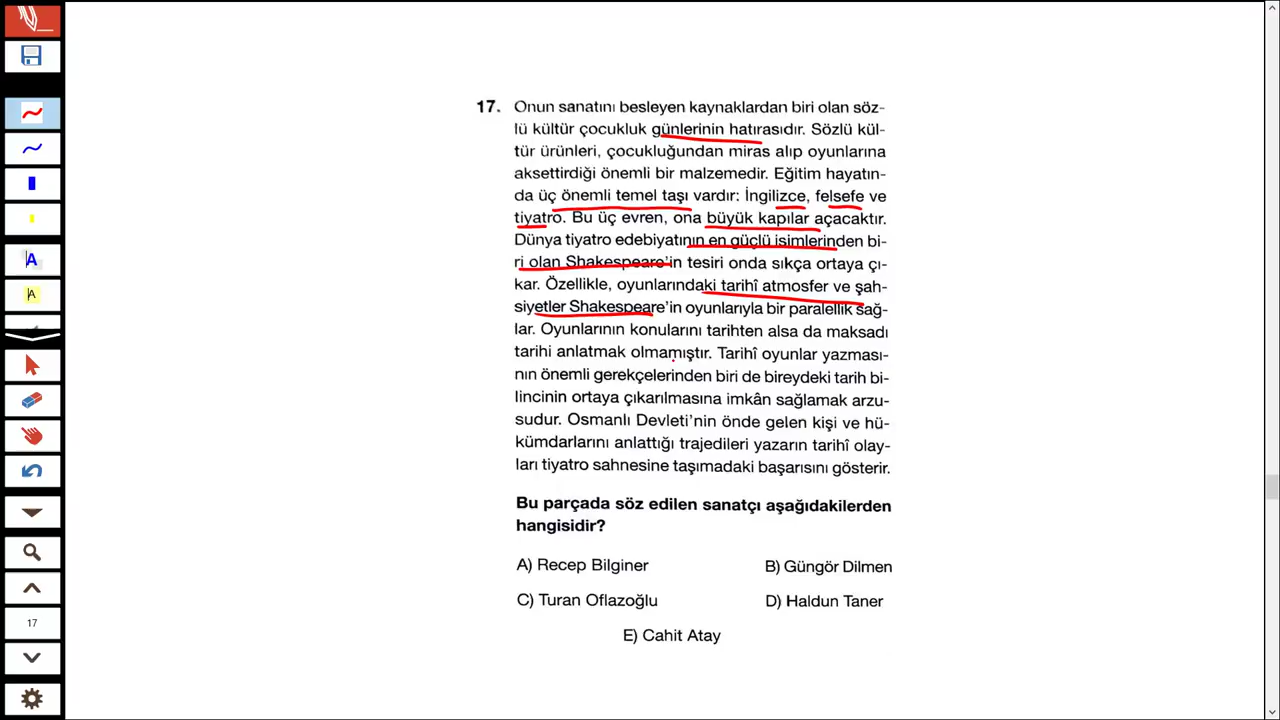 17. Onun sanatını besleyen kaynaklardan biri olan söz-
lü kültür çocukluk günlerinin hatırasıdır. Sözlü kül-
tür ürünleri, çocukluğundan miras alıp oyunlarına
aksettirdiği önemli bir malzemedir. Eğitim hayatın-
da üç önemli temel taşı vardır: İngilizce, felsefe ve
tiyatro. Bu üç evren, ona büyük kapılar açacaktır.
Dünya tiyatro edebiyatının en güçlü isimlerinden bi-
ri olan Shakespeare'in tesiri onda sıkça ortaya çı-
kar. Özellikle, oyunlarındaki tarihî atmosfer ve şah-
siyetler Shakespeare'in oyunlarıyla bir paralellik sağ-
lar. Oyunlarının konularını tarihten alsa da maksadı
tarihi anlatmak olmamıştır. Tarihî oyunlar yazması-
nın önemli gerekçelerinden biri de bireydeki tarih bi-
lincinin ortaya çıkarılmasına imkân sağlamak arzu-
sudur. Osmanlı Devleti'nin önde gelen kişi ve hü-
kümdarlarını anlattığı trajedileri yazarın tarihî olay-
ları tiyatro sahnesine taşımadaki başarısını gösterir.
Bu parçada söz edilen sanatçı aşağıdakilerden
hangisidir?
A) Recep Bilginer
B) Güngör Dilmen
C) Turan Oflazoğlu
D) Haldun Taner
E) Cahit Atay
A
A
17